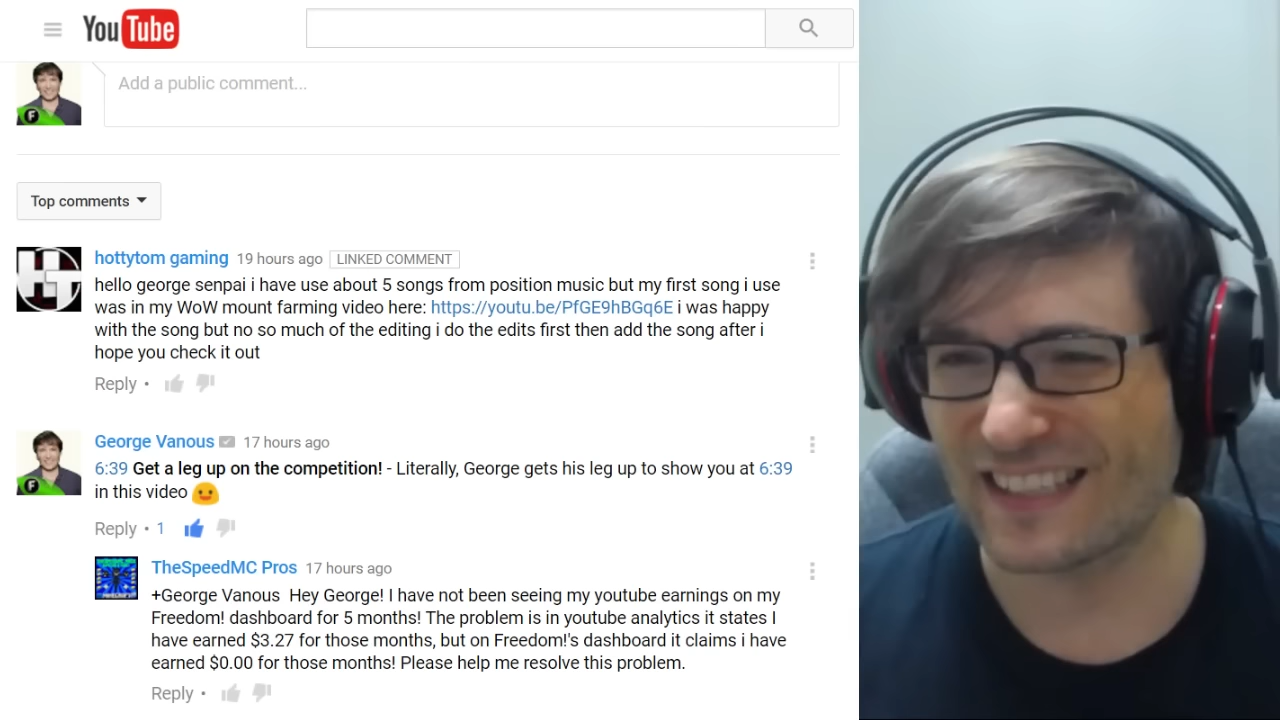 YouTube
Add a public comment...
Top comments
hottytom gaming 19 hours ago LINKED COMMENT
hello george senpai i have use about 5 songs from position music but my first song i use
was in my WoW mount farming video here: https://youtu.be/PfGE9hBGq6E i was happy
with the song but no so much of the editing i do the edits first then add the song after i
hope you check it out
Reply •
George Vanous 17 hours ago
6:39 Get a leg up on the competition! - Literally, George gets his leg up to show you at 6:39
in this video
Reply • 1
TheSpeedMC Pros 17 hours ago
+George Vanous Hey George! I have not been seeing my youtube earnings on my
Freedom! dashboard for 5 months! The problem is in youtube analytics it states I
have earned $3.27 for those months, but on Freedom!'s dashboard it claims i have
earned $0.00 for those months! Please help me resolve this problem.
Reply •